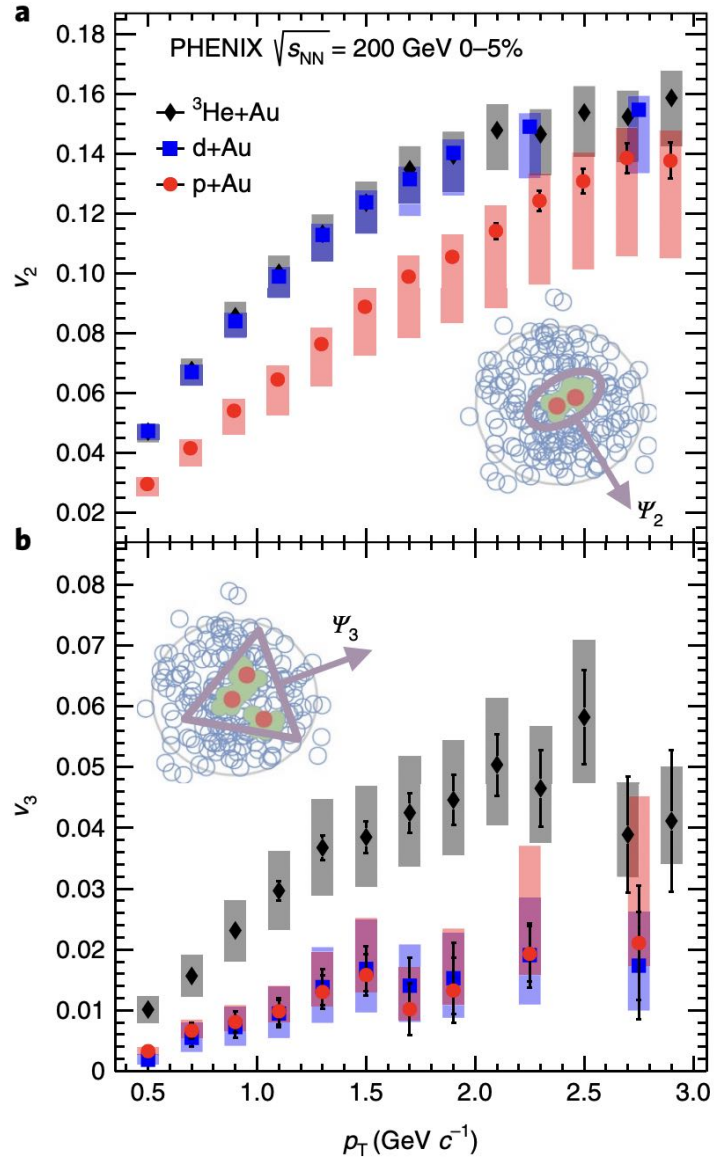 a
PHENIX √sNN = 200 GeV 0–5%
³He+Au
d+Au
p+Au
0.18
0.16
0.14
0.12
0.10
0.08
0.06
0.04
0.02
v₂
Ψ₂
b
0.08
0.07
0.06
0.05
0.04
0.03
0.02
0.01
0
v₃
Ψ₃
0.5 1.0 1.5 2.0 2.5 3.0
pT (GeV c⁻¹)